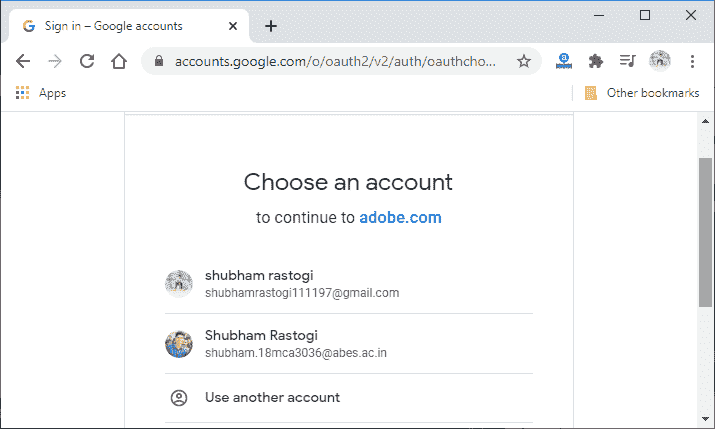 Sign in – Google accounts
accounts.google.com/o/oauth2/v2/auth/oauthcho...
Apps
Other bookmarks
Choose an account
to continue to adobe.com
shubham rastogi
shubhamrastogi111197@gmail.com
Shubham Rastogi
shubham.18mca3036@abes.ac.in
Use another account